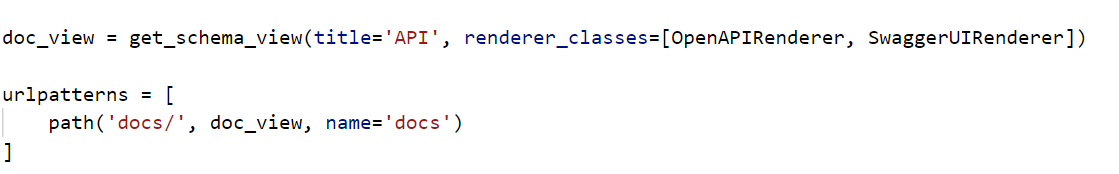 doc_view = get_schema_view(title='API', renderer_classes=[OpenAPIRenderer, SwaggerUIRenderer])
urlpatterns = [
    path('docs/', doc_view, name='docs')
]